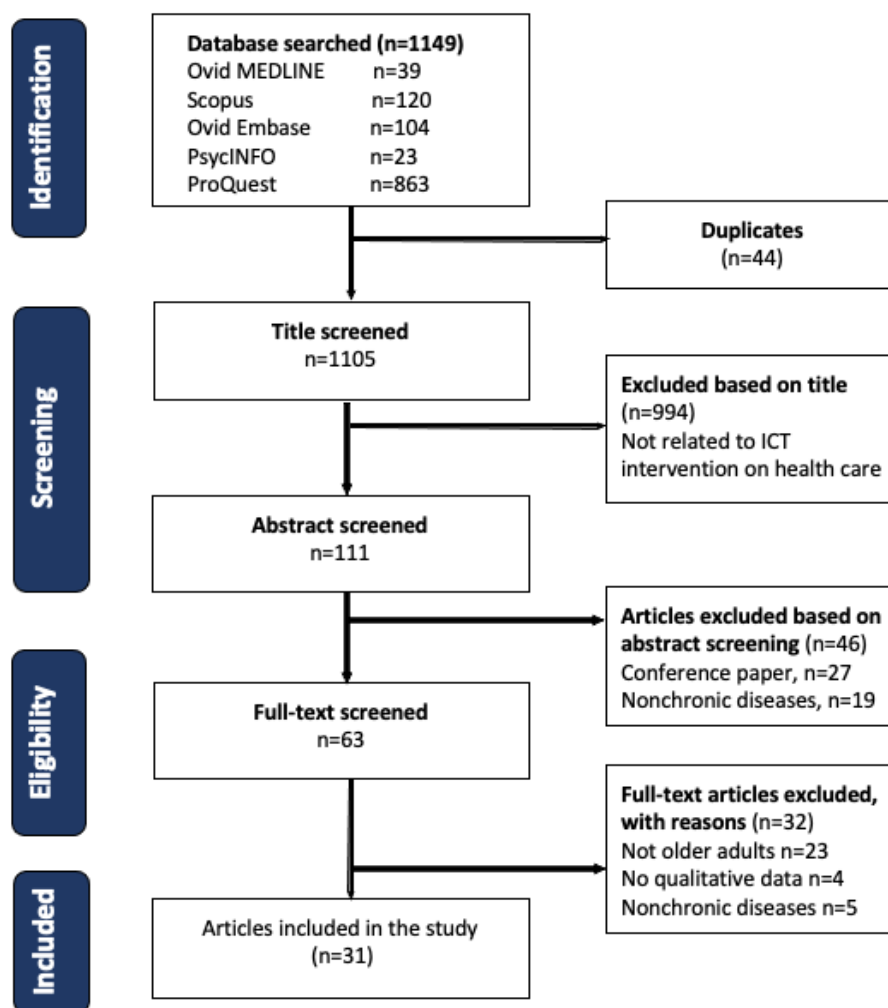 Identification
Database searched (n=1149)
Ovid MEDLINE n=39
Scopus n=120
Ovid Embase n=104
PsycINFO n=23
ProQuest n=863
Duplicates
(n=44)
Screening
Title screened
n=1105
Excluded based on title
(n=994)
Not related to ICT
intervention on health care
Abstract screened
n=111
Articles excluded based on
abstract screening (n=46)
Conference paper, n=27
Nonchronic diseases, n=19
Eligibility
Full-text screened
n=63
Full-text articles excluded,
with reasons (n=32)
Not older adults n=23
No qualitative data n=4
Nonchronic diseases n=5
Included
Articles included in the study
(n=31)